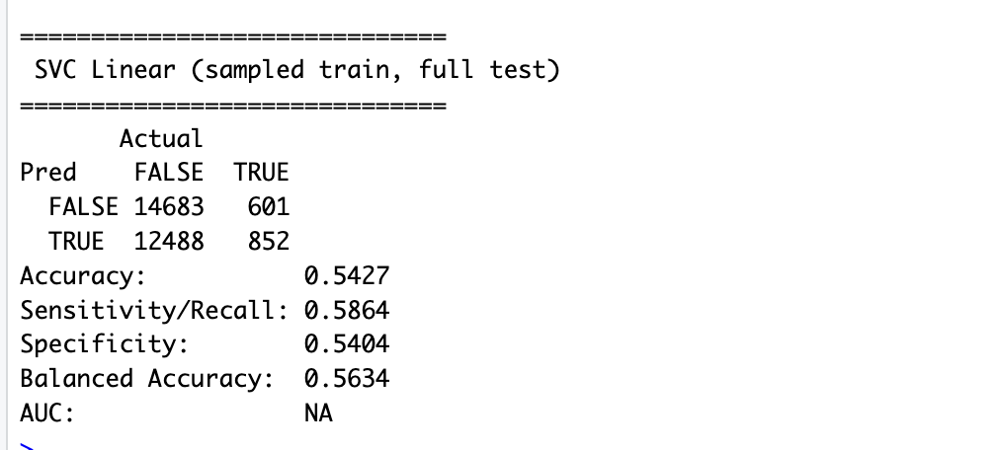 ==============================
SVC Linear (sampled train, full test)
==============================
Actual
Pred FALSE TRUE
FALSE 14683 601
TRUE 12488 852
Accuracy: 0.5427
Sensitivity/Recall: 0.5864
Specificity: 0.5404
Balanced Accuracy: 0.5634
AUC: NA
>